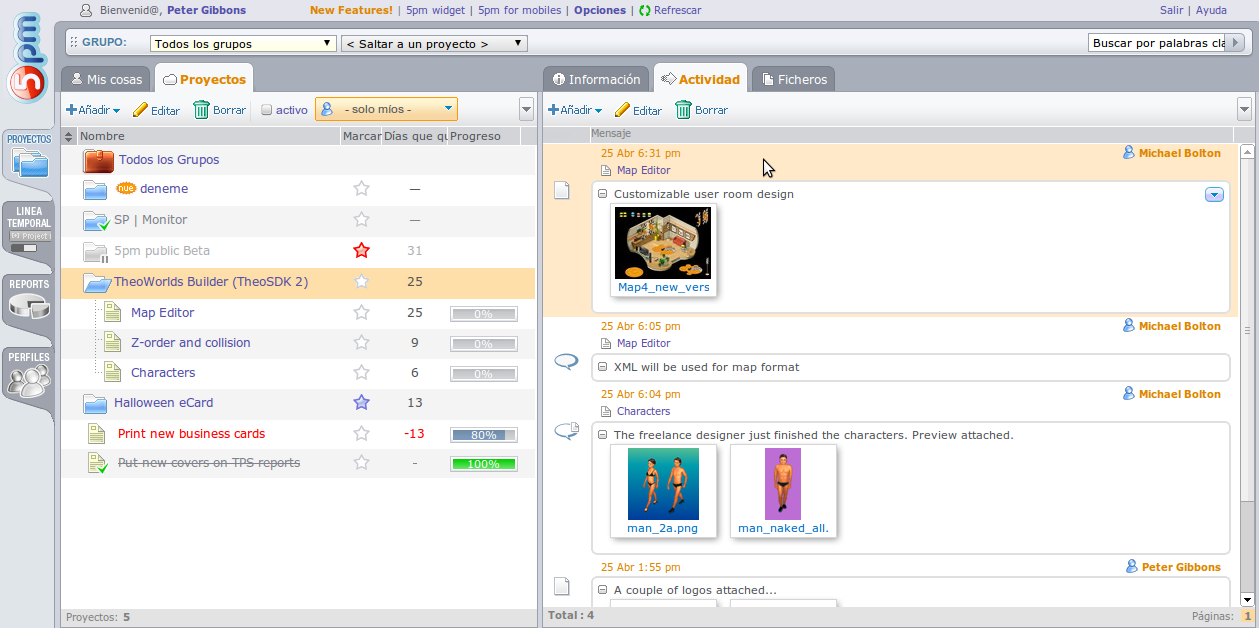 Bienvenid@, Peter Gibbons
New Features! | 5pm widget | 5pm for mobiles | Opciones | Refrescar
Salir | Ayuda
5pm
GRUPO: Todos los grupos < Saltar a un proyecto >
Buscar por palabras cla
Mis cosas Proyectos
Información Actividad Ficheros
Añadir Editar Borrar activo - solo míos -
Añadir Editar Borrar
PROYECTOS
LINEA TEMPORAL
REPORTS
PERFILES
Nombre Marcar Días que qu Progreso
Todos los Grupos
nue deneme —
SP | Monitor —
5pm public Beta 31
TheoWorlds Builder (TheoSDK 2) 25
Map Editor 25 0%
Z-order and collision 9 0%
Characters 6 0%
Halloween eCard 13
Print new business cards -13 80%
Put new covers on TPS reports - 100%
Proyectos: 5
Mensaje
25 Abr 6:31 pm Michael Bolton
Map Editor
Customizable user room design
Map4_new_vers
25 Abr 6:05 pm Michael Bolton
Map Editor
XML will be used for map format
25 Abr 6:04 pm Michael Bolton
Characters
The freelance designer just finished the characters. Preview attached.
man_2a.png man_naked_all.
25 Abr 1:55 pm Peter Gibbons
A couple of logos attached...
Total : 4
Páginas: 1